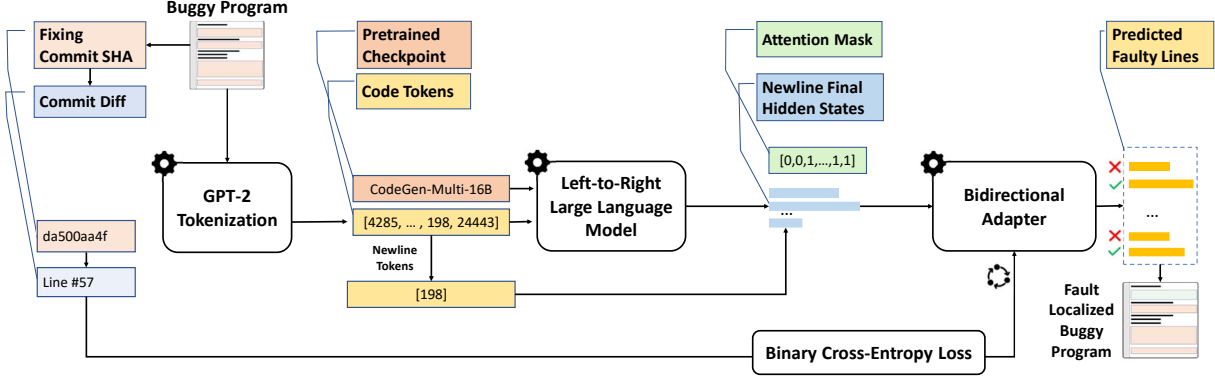 Buggy Program
Fixing
Commit SHA
Commit Diff
Pretrained
Checkpoint
Code Tokens
Attention Mask
Newline Final
Hidden States
Predicted
Faulty Lines
GPT-2
Tokenization
CodeGen-Multi-16B
[4285, ... , 198, 24443]
Newline
Tokens
[198]
Left-to-Right
Large Language
Model
[0,0,1,...,1,1]
...
Bidirectional
Adapter
...
da500aa4f
Line #57
Binary Cross-Entropy Loss
Fault
Localized
Buggy
Program